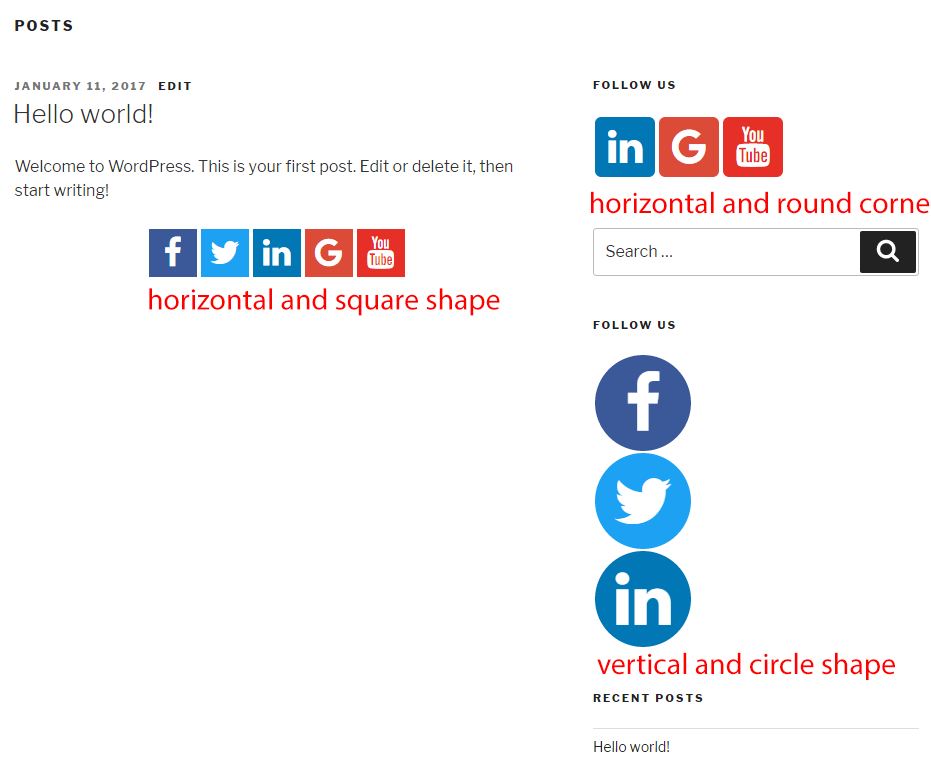 POSTS
JANUARY 11, 2017 EDIT
Hello world!
Welcome to WordPress. This is your first post. Edit or delete it, then
start writing!
f in G You Tube
horizontal and square shape
FOLLOW US
in G You Tube
horizontal and round corne
Search ...
FOLLOW US
f
in
vertical and circle shape
RECENT POSTS
Hello world!